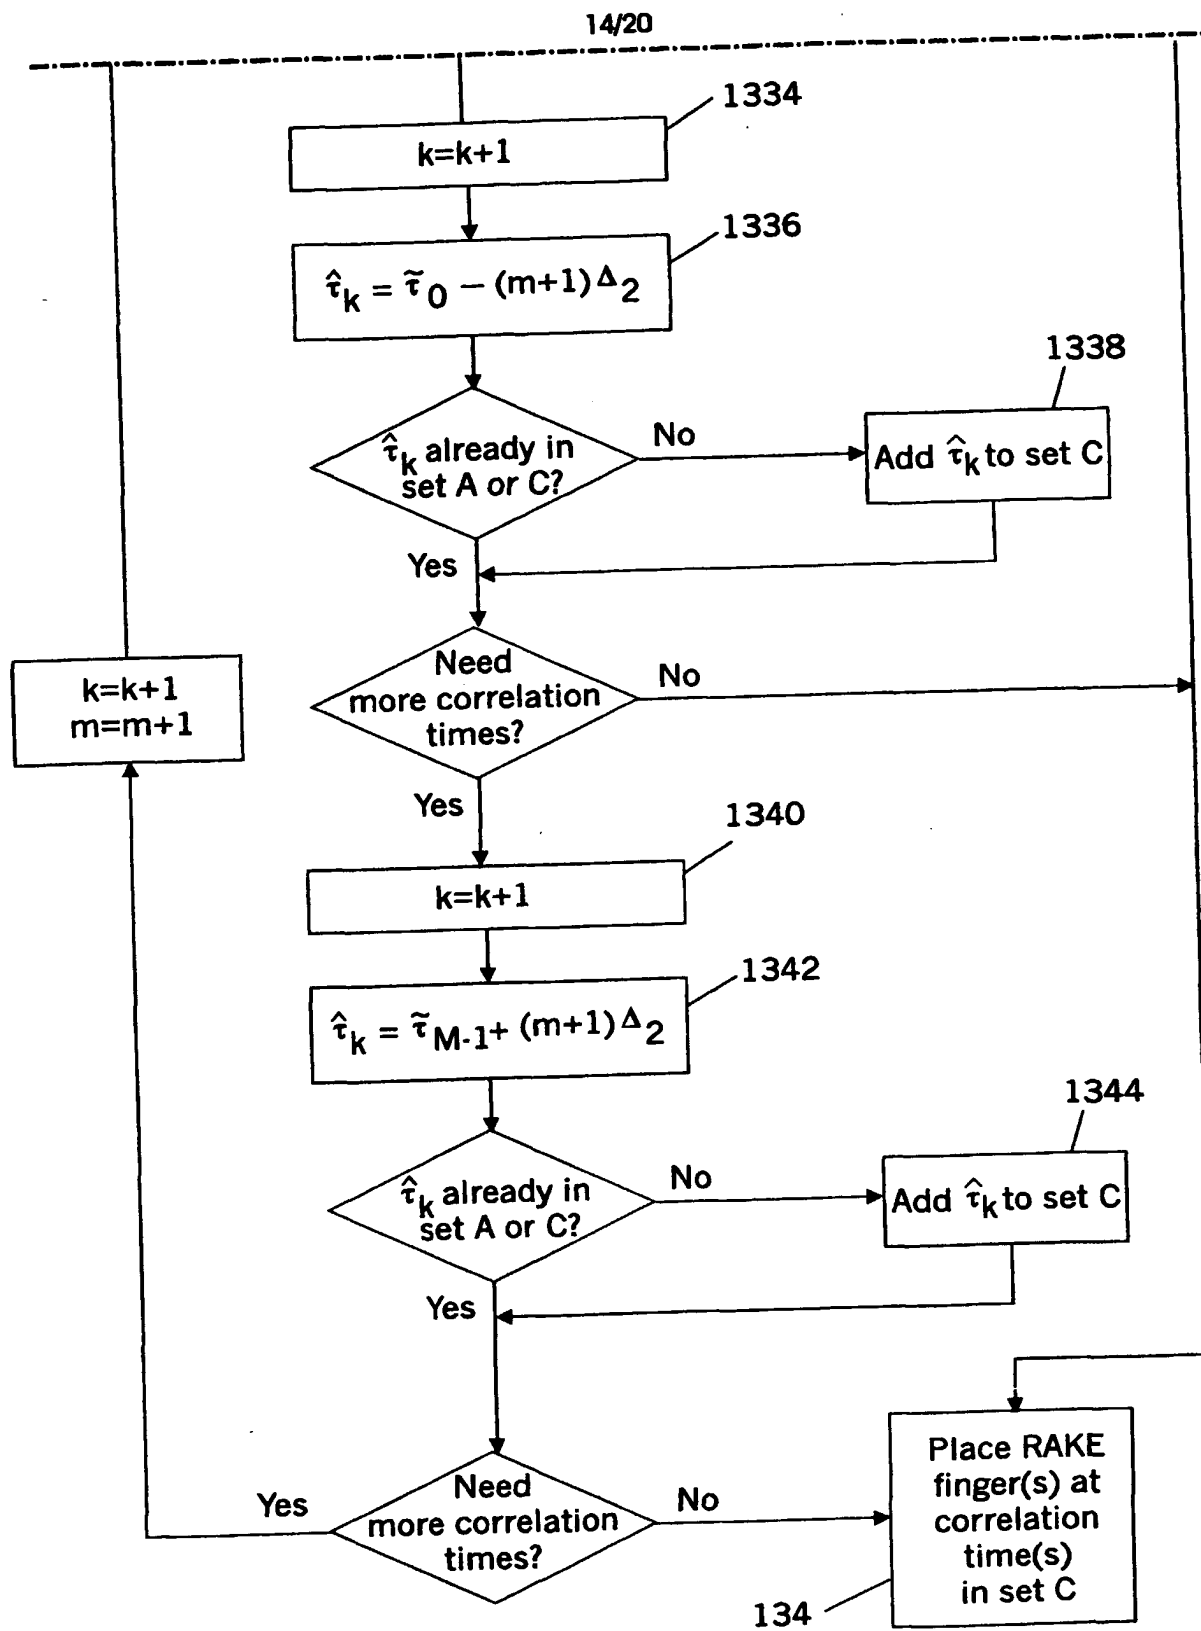 14/20
1334
k=k+1
1336
τ̂k = τ̃0 − (m+1)Δ2
1338
τ̂k already in
set A or C?
No
Add τ̂k to set C
Yes
Need
more correlation
times?
No
k=k+1
m=m+1
Yes
1340
k=k+1
1342
τ̂k = τ̃M-1+ (m+1)Δ2
1344
τ̂k already in
set A or C?
No
Add τ̂k to set C
Yes
Need
more correlation
times?
Yes
No
Place RAKE
finger(s) at
correlation
time(s)
in set C
134